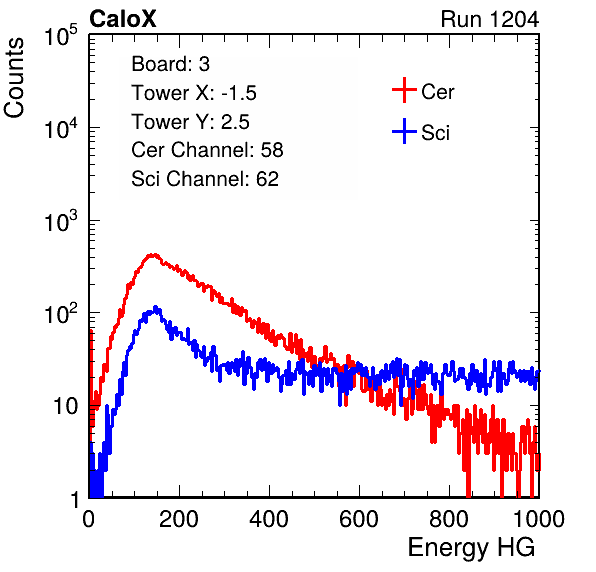 CaloX Run 1204
Counts
10^5
10^4
10^3
10^2
10
1
Board: 3
Tower X: -1.5
Tower Y: 2.5
Cer Channel: 58
Sci Channel: 62
Cer
Sci
0 200 400 600 800 1000
Energy HG